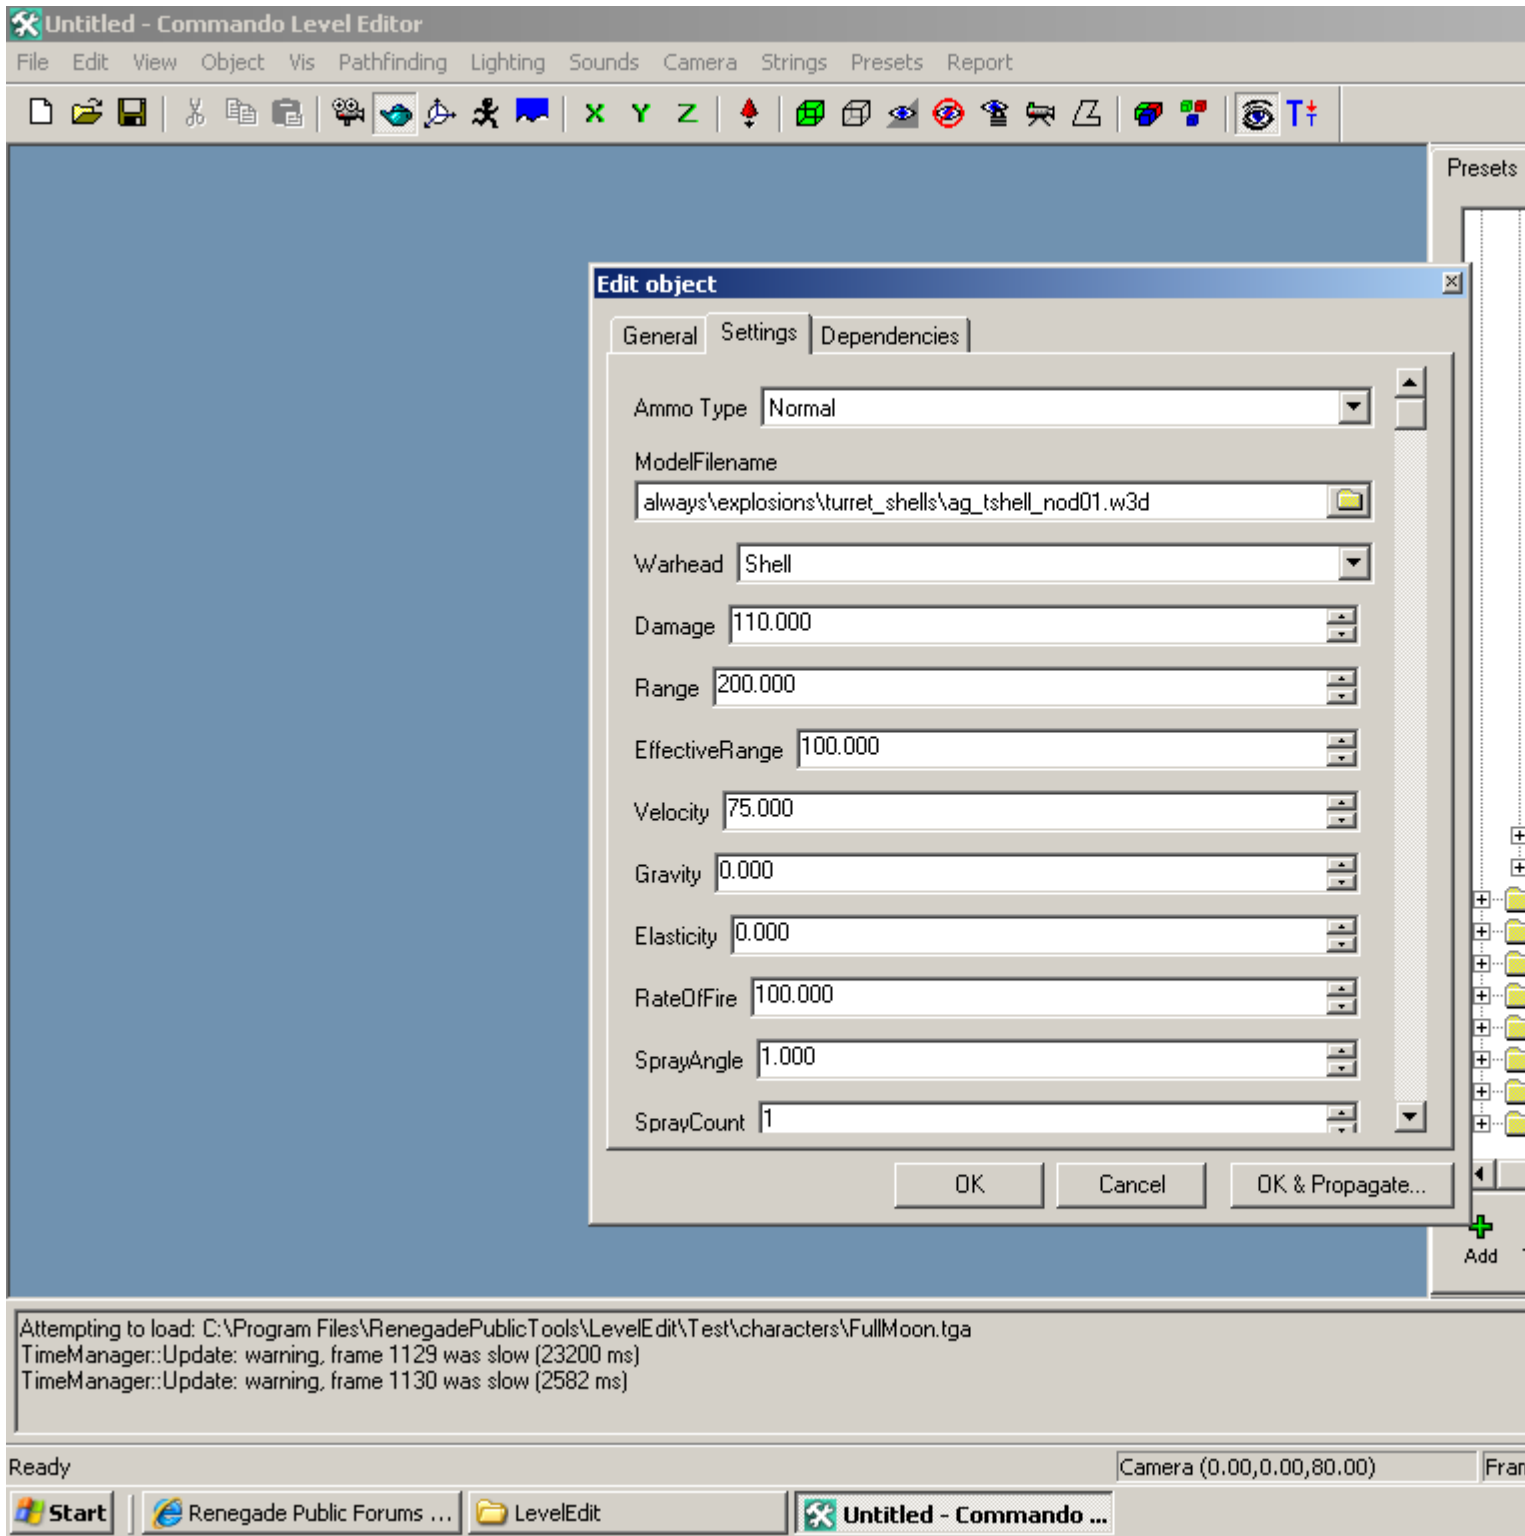 Untitled - Commando Level Editor
File Edit View Object Vis Pathfinding Lighting Sounds Camera Strings Presets Report
X Y Z T
Presets
Edit object
General Settings Dependencies
Ammo Type Normal
ModelFilename
always\explosions\turret_shells\ag_tshell_nod01.w3d
Warhead Shell
Damage 110.000
Range 200.000
EffectiveRange 100.000
Velocity 75.000
Gravity 0.000
Elasticity 0.000
RateOfFire 100.000
SprayAngle 1.000
SprayCount 1
OK Cancel OK & Propagate...
Add
Attempting to load: C:\Program Files\RenegadePublicTools\LevelEdit\Test\characters\FullMoon.tga
TimeManager::Update: warning, frame 1129 was slow (23200 ms)
TimeManager::Update: warning, frame 1130 was slow (2582 ms)
Ready Camera (0.00,0.00,80.00)
Start Renegade Public Forums ... LevelEdit Untitled - Commando ...